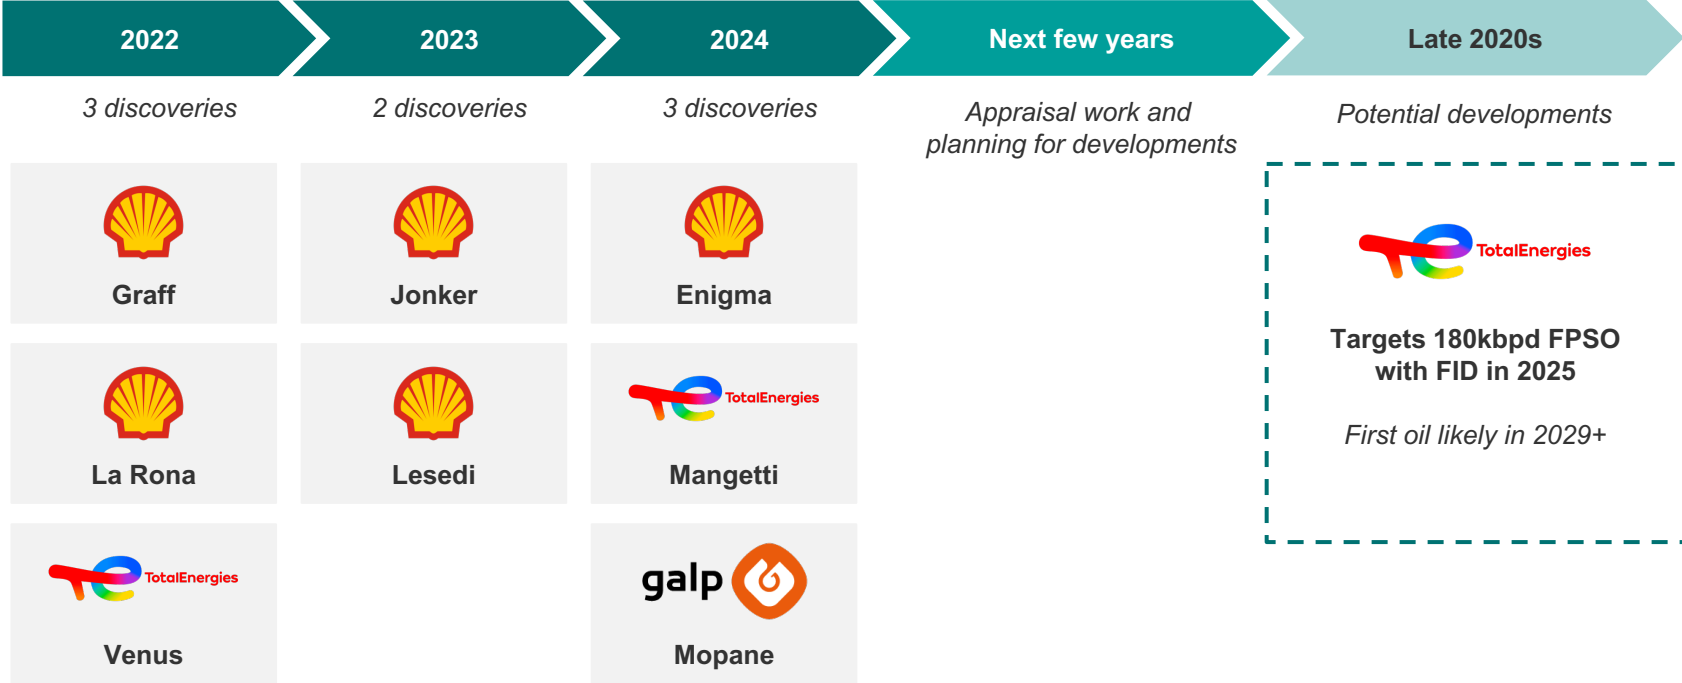 2022
2023
2024
Next few years
Late 2020s
3 discoveries
2 discoveries
3 discoveries
Appraisal work and
planning for developments
Potential developments
Graff
Jonker
Enigma
TotalEnergies
Targets 180kbpd FPSO
with FID in 2025
First oil likely in 2029+
La Rona
Lesedi
TotalEnergies
Mangetti
TotalEnergies
Venus
galp
Mopane